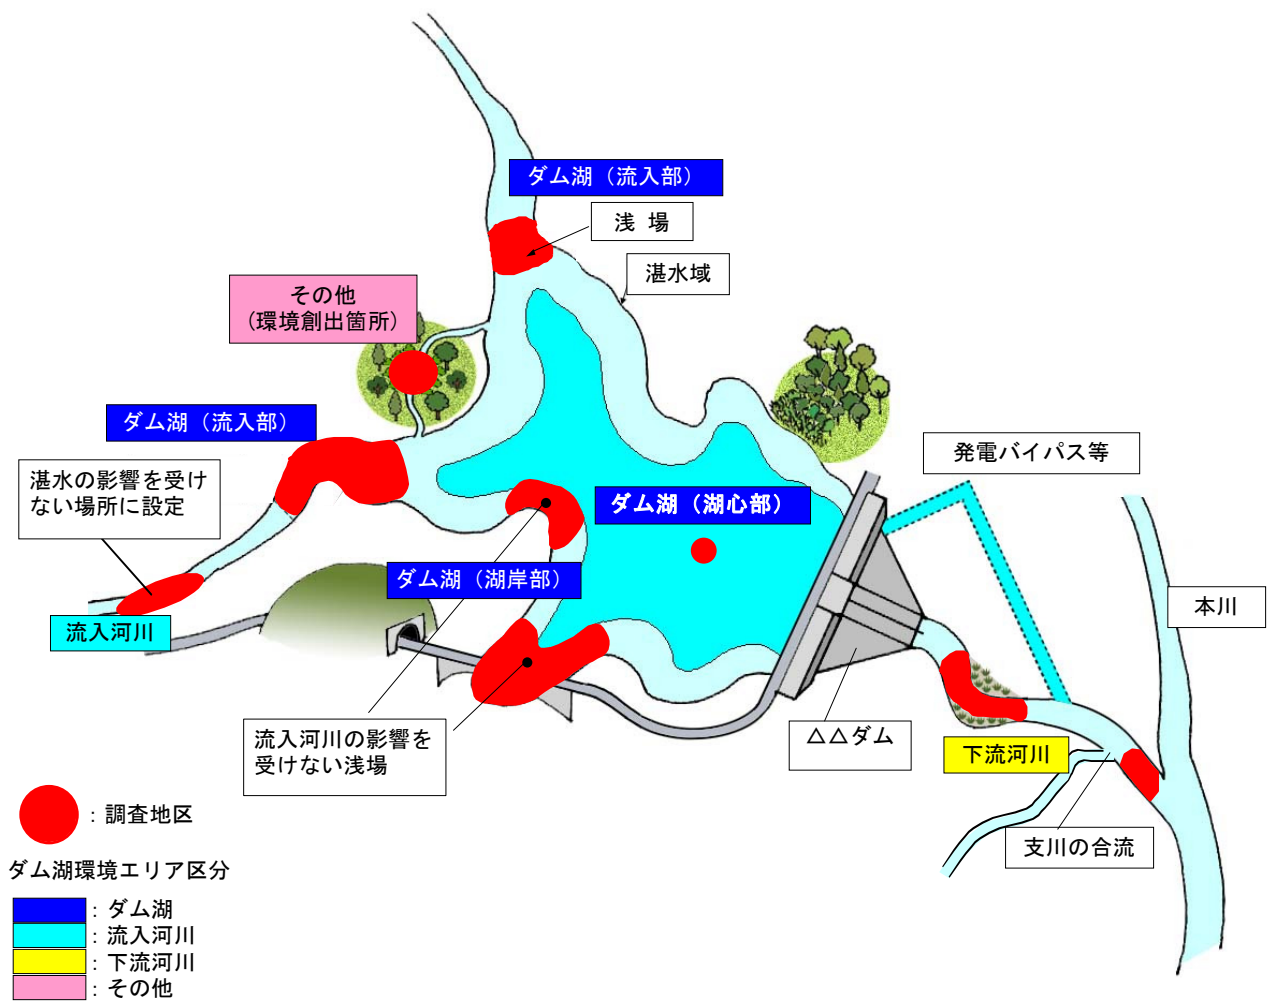 ダム湖（流入部）
浅 場
湛水域
その他
（環境創出箇所）
ダム湖（流入部）
湛水の影響を受け
ない場所に設定
発電バイパス等
ダム湖（湖心部）
ダム湖（湖岸部）
本川
流入河川
流入河川の影響を
受けない浅場
△△ダム
下流河川
支川の合流
：調査地区
ダム湖環境エリア区分
：ダム湖
：流入河川
：下流河川
：その他